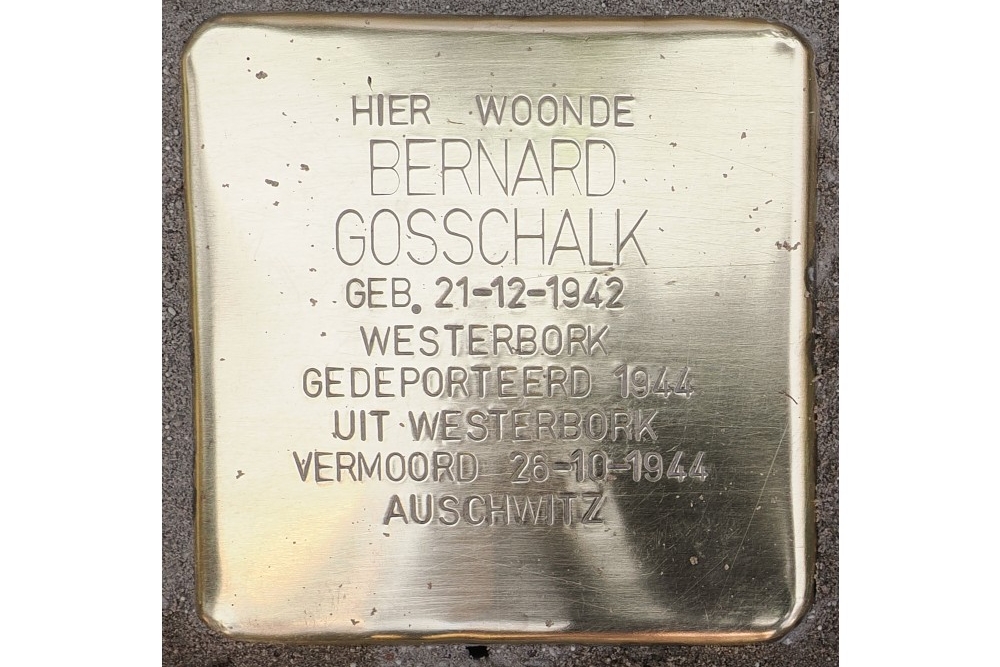 HIER WOONDE
BERNARD
GOSSCHALK
GEB. 21-12-1942
WESTERBORK
GEDEPORTEERD 1944
UIT WESTERBORK
VERMOORD 26-10-1944
AUSCHWITZ